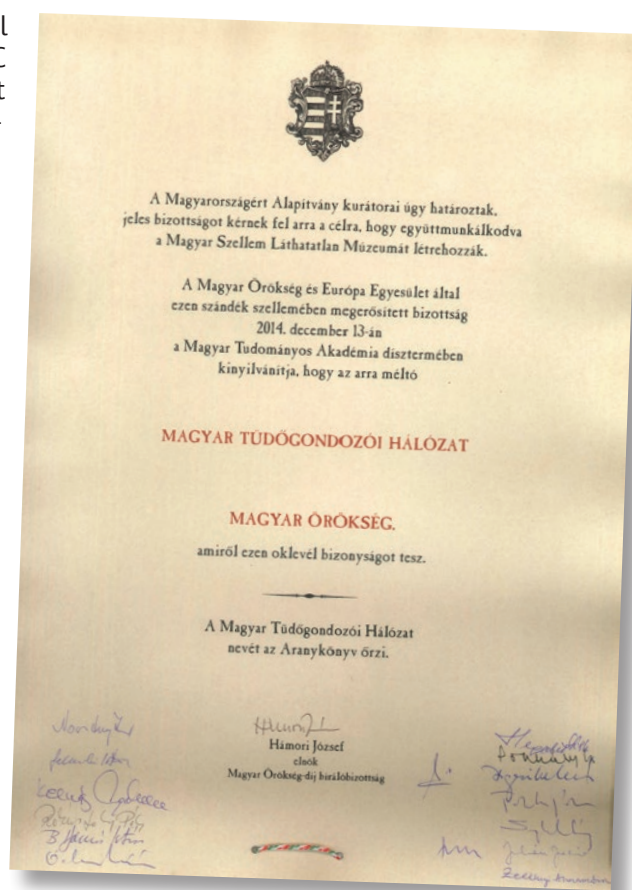 A Magyarországért Alapítvány kurátorai úgy határoztak,
jeles bizottságot kérnek fel arra a célra, hogy együttmunkálkodva
a Magyar Szellem Láthatatlan Múzeumát létrehozzák.
A Magyar Örökség és Európa Egyesület által
ezen szándék szellemében megerősített bizottság
2014. december 13-án
a Magyar Tudományos Akadémia dísztermében
kinyilvánítja, hogy az arra méltó
MAGYAR TÜDŐGONDOZÓI HÁLÓZAT
MAGYAR ÖRÖKSÉG,
amiről ezen oklevél bizonyságot tesz.
A Magyar Tüdőgondozói Hálózat
nevét az Aranykönyv őrzi.
Hámori József
elnök
Magyar Örökség-díj bírálóbizottság